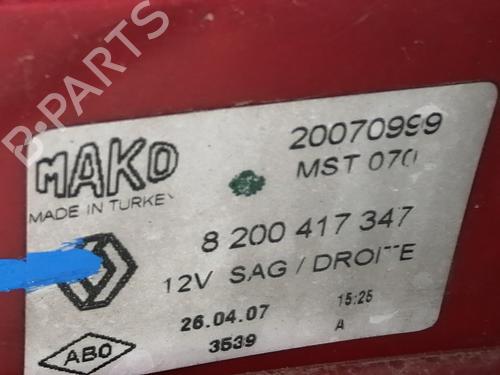 B-PARTS
MAKO
MADE IN TURKEY
20070999
MST 070
8 200 417 347
12V SAG / DROITE
26.04.07 15:25
3539 A
ABO